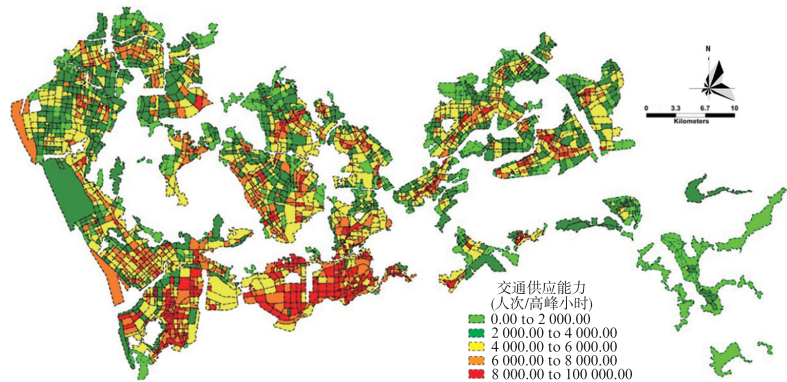 N
0 3.3 6.7 10
Kilometers
交通供应能力
(人次/高峰小时)
0.00 to 2 000.00
2 000.00 to 4 000.00
4 000.00 to 6 000.00
6 000.00 to 8 000.00
8 000.00 to 100 000.00